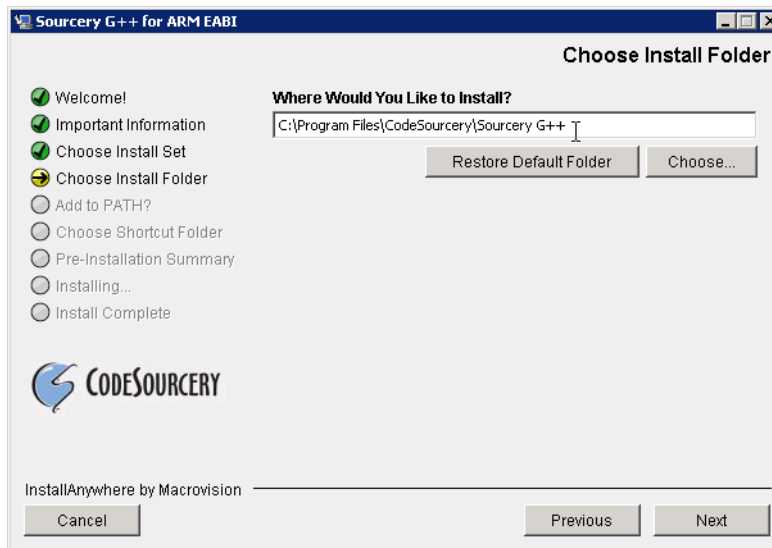 Sourcery G++ for ARM EABI
Choose Install Folder
Welcome!
Important Information
Choose Install Set
Choose Install Folder
Add to PATH?
Choose Shortcut Folder
Pre-Installation Summary
Installing...
Install Complete
Where Would You Like to Install?
C:\Program Files\CodeSourcery\Sourcery G++
Restore Default Folder
Choose...
CODESOURCERY
InstallAnywhere by Macrovision
Cancel
Previous
Next